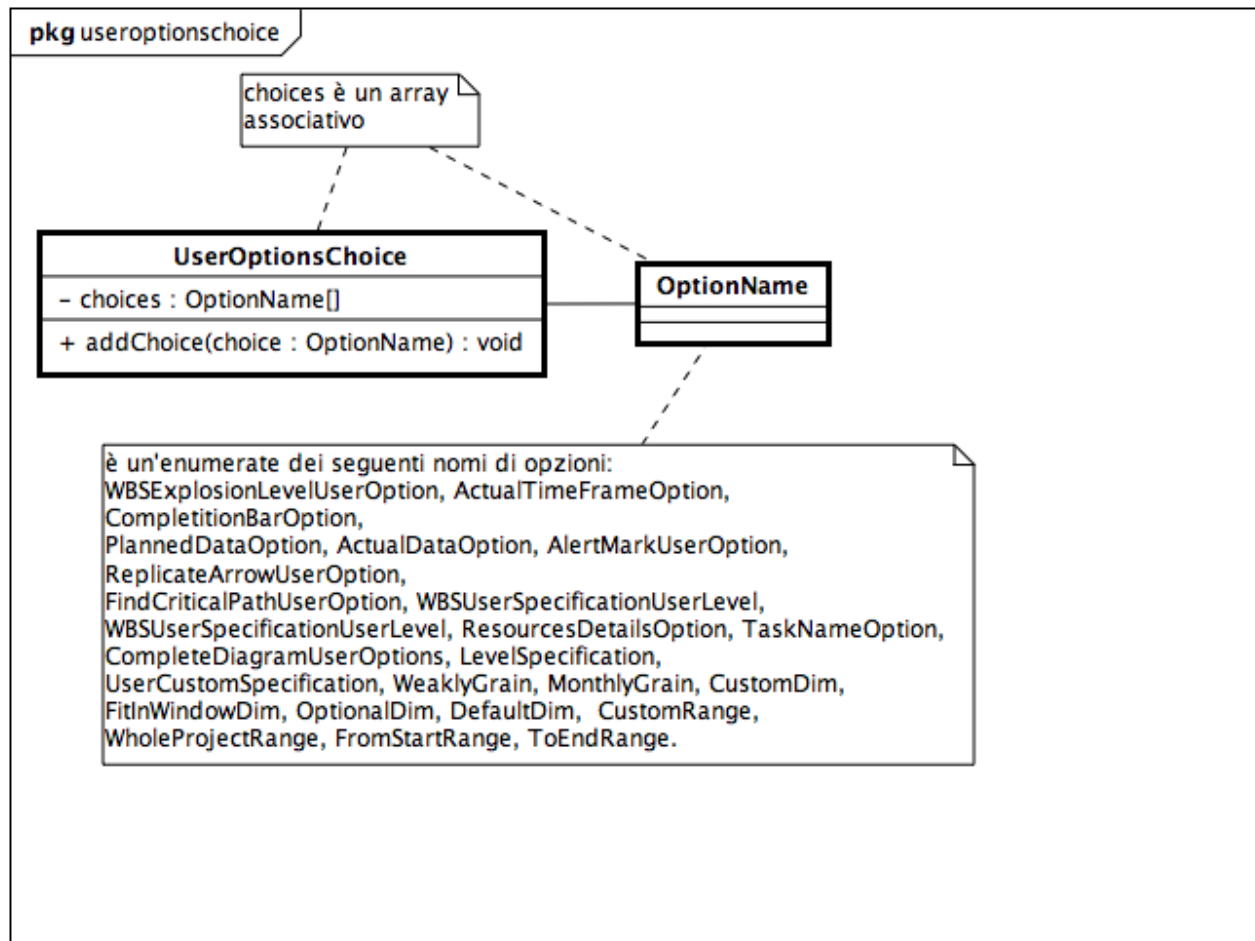 pkg useroptionschoice
choices è un array
associativo
UserOptionsChoice
- choices : OptionName[]
+ addChoice(choice : OptionName) : void
OptionName
è un'enumerate dei seguenti nomi di opzioni:
WBSExplosionLevelUserOption, ActualTimeFrameOption,
CompletitionBarOption,
PlannedDataOption, ActualDataOption, AlertMarkUserOption,
ReplicateArrowUserOption,
FindCriticalPathUserOption, WBSUserSpecificationUserLevel,
WBSUserSpecificationUserLevel, ResourcesDetailsOption, TaskNameOption,
CompleteDiagramUserOptions, LevelSpecification,
UserCustomSpecification, WeaklyGrain, MonthlyGrain, CustomDim,
FitInWindowDim, OptionalDim, DefaultDim,  CustomRange,
WholeProjectRange, FromStartRange, ToEndRange.